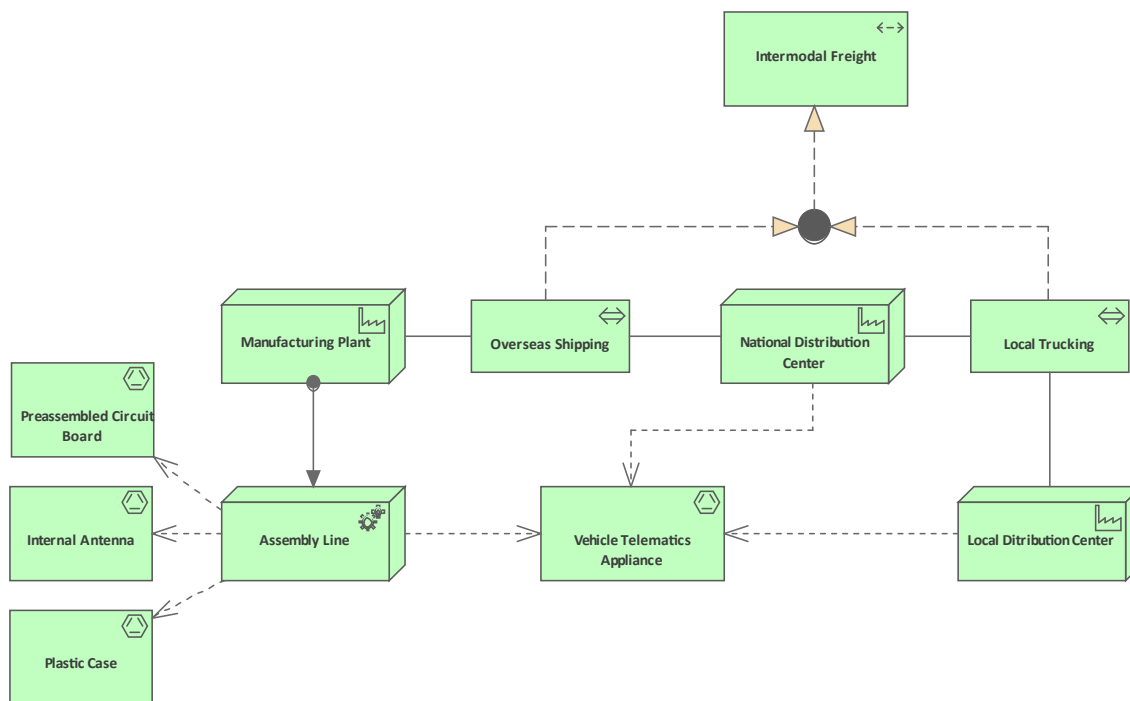 Intermodal Freight
Manufacturing Plant
Overseas Shipping
National Distribution
Center
Local Trucking
Preassembled Circuit
Board
Internal Antenna
Assembly Line
Vehicle Telematics
Appliance
Local Ditribution Center
Plastic Case